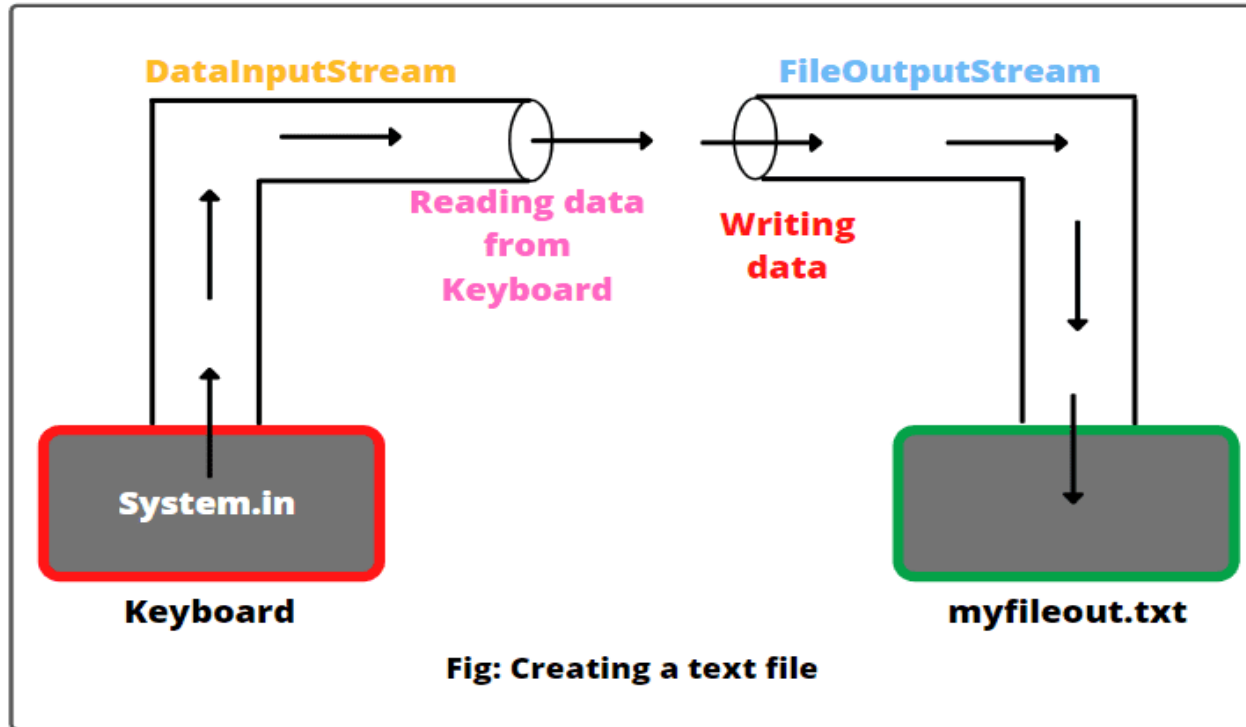 DataInputStream
FileOutputStream
Reading data
from
Keyboard
Writing
data
System.in
Keyboard
myfileout.txt
Fig: Creating a text file